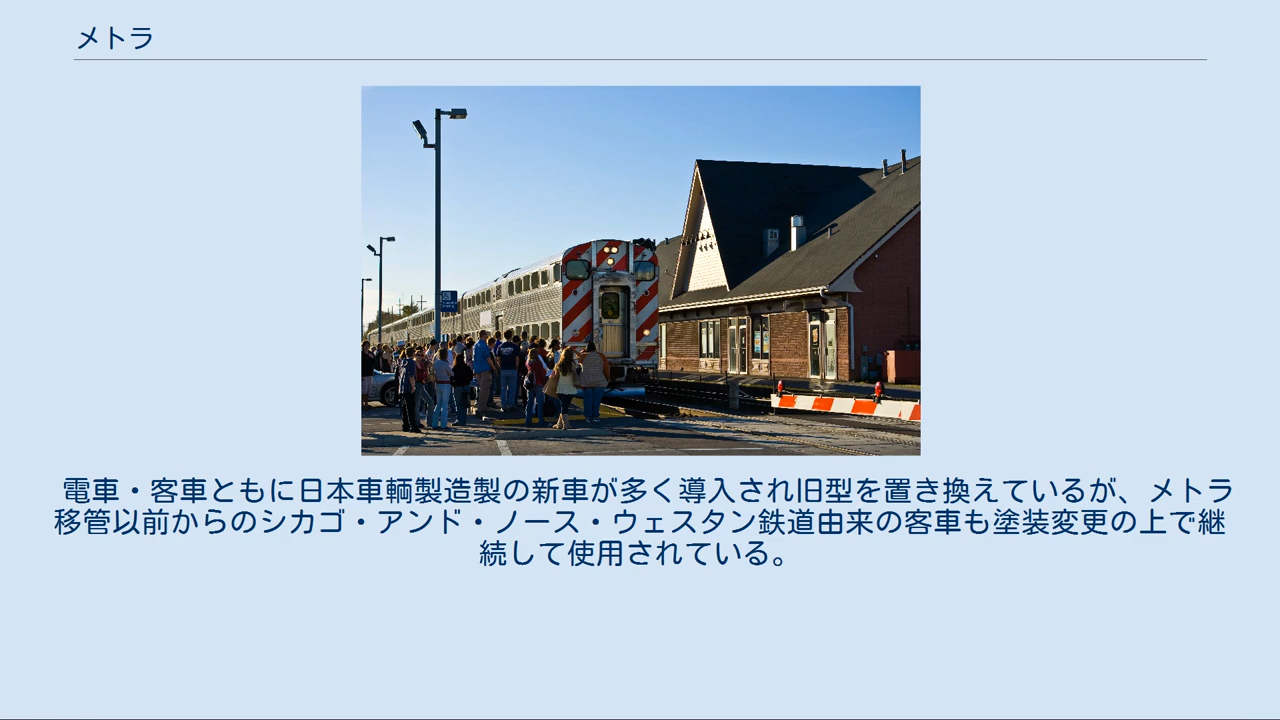 メトラ
電車・客車ともに日本車輌製造製の新車が多く導入され旧型を置き換えているが、メトラ
移管以前からのシカゴ・アンド・ノース・ウェスタン鉄道由来の客車も塗装変更の上で継
続して使用されている。